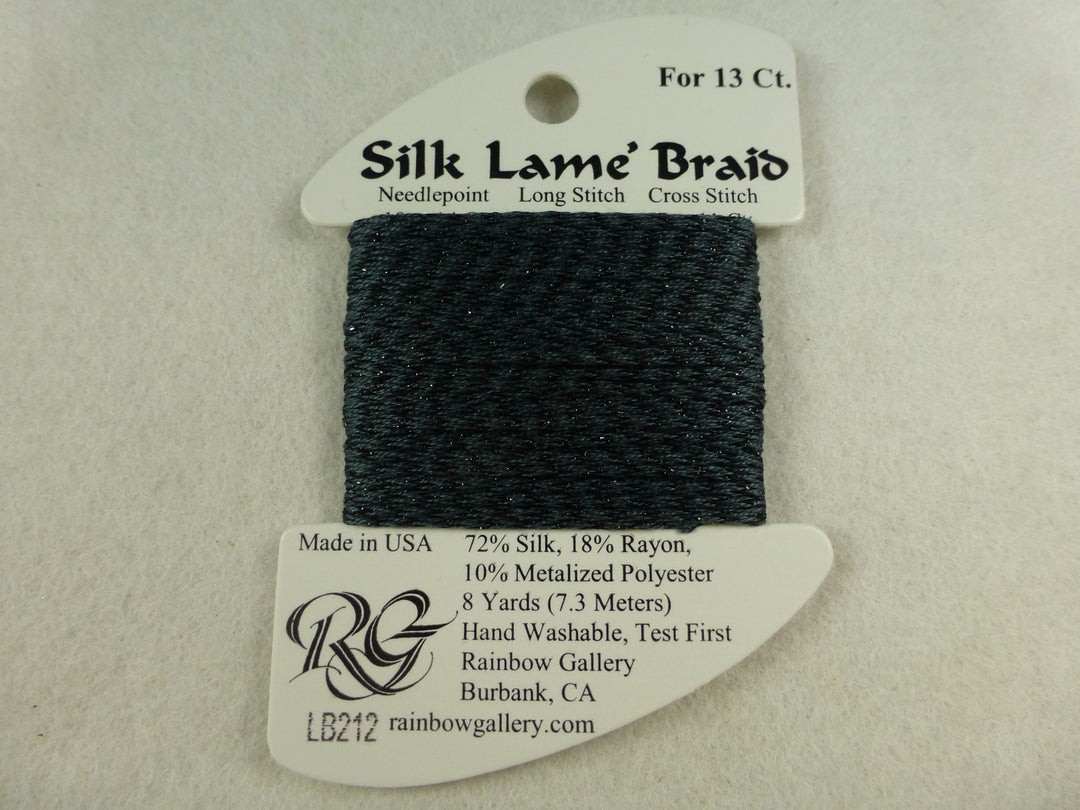 For 13 Ct.
Silk Lame' Braid
Needlepoint Long Stitch Cross Stitch
Made in USA
72% Silk, 18% Rayon,
10% Metalized Polyester
8 Yards (7.3 Meters)
Hand Washable, Test First
Rainbow Gallery
Burbank, CA
RG
LB212 rainbowgallery.com